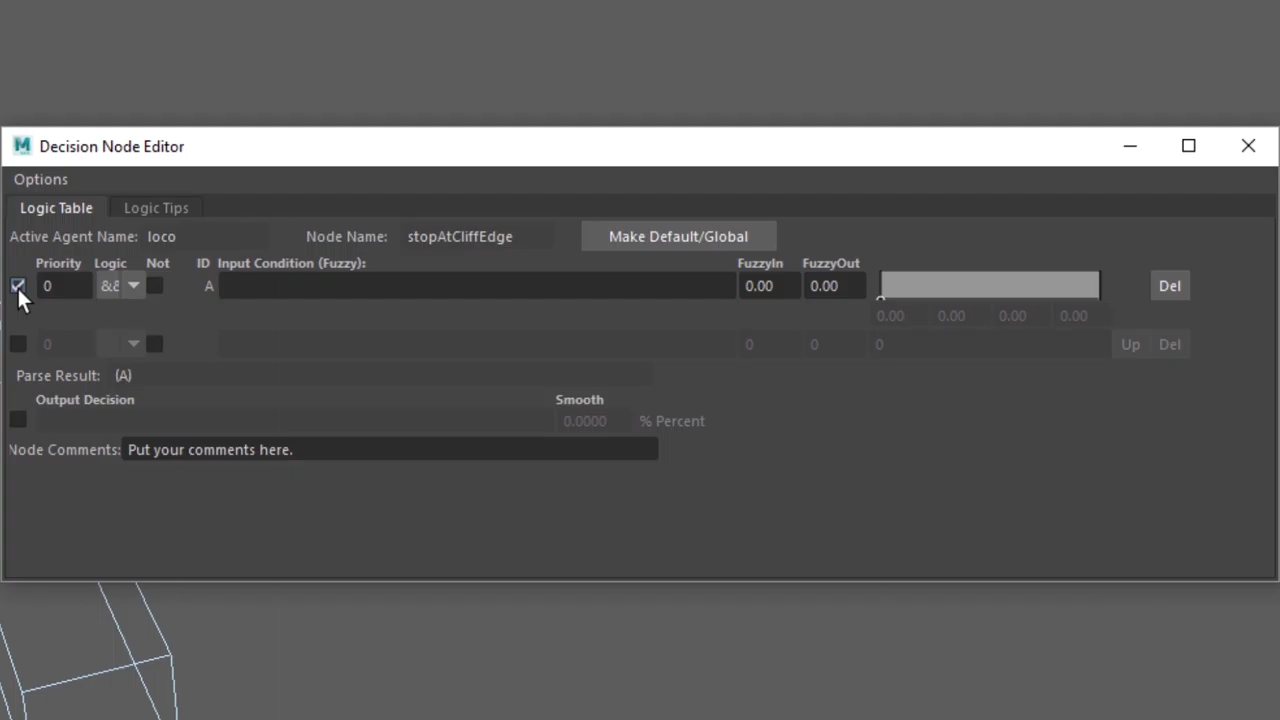 Decision Node Editor
Options
Logic Table Logic Tips
Active Agent Name: loco Node Name: stopAtCliffEdge Make Default/Global
Priority Logic Not ID Input Condition (Fuzzy): FuzzyIn FuzzyOut
0 && A 0.00 0.00 Del
0.00 0.00 0.00 0.00
0 0 0 0 Up Del
Parse Result: (A)
Output Decision Smooth
0.0000 % Percent
Node Comments: Put your comments here.